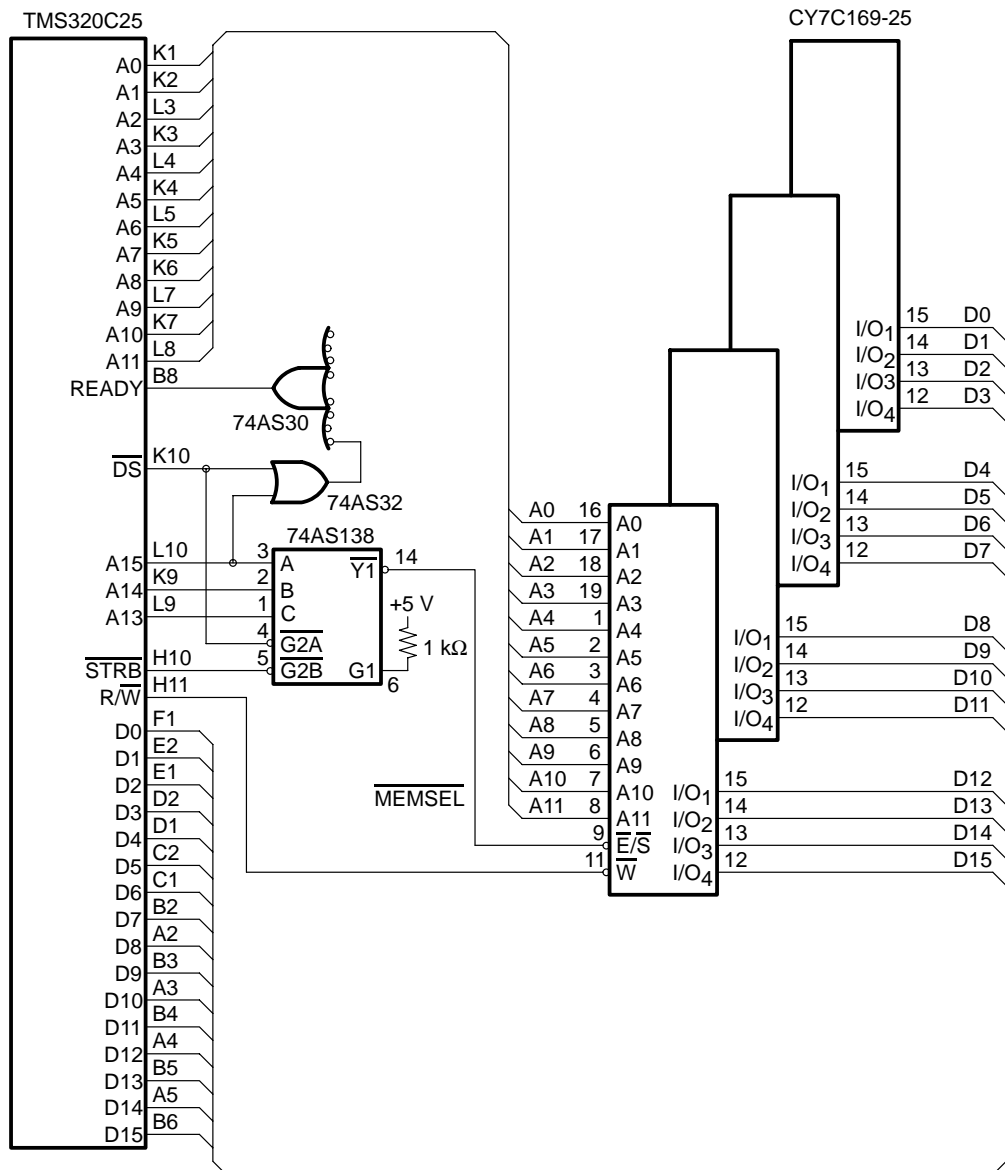 TMS320C25
CY7C169-25
A0 K1
A1 K2
A2 L3
A3 K3
A4 L4
A5 K4
A6 L5
A7 K5
A8 K6
A9 L7
A10 K7
A11 L8
READY B8
74AS30
DS K10
74AS32
74AS138
A15 L10 3 A Y1 14
A14 K9 2 B
A13 L9 1 C
+5 V
1 kΩ
4 G2A
STRB H10 5 G2B G1 6
R/W H11
D0 F1
D1 E2
D2 E1
D3 D2
D4 D1
D5 C2
D6 C1
D7 B2
D8 A2
D9 B3
D10 A3
D11 B4
D12 A4
D13 B5
D14 A5
D15 B6
MEMSEL
I/O1 15 D0
I/O2 14 D1
I/O3 13 D2
I/O4 12 D3
I/O1 15 D4
I/O2 14 D5
I/O3 13 D6
I/O4 12 D7
I/O1 15 D8
I/O2 14 D9
I/O3 13 D10
I/O4 12 D11
A0 16 A0
A1 17 A1
A2 18 A2
A3 19 A3
A4 1 A4
A5 2 A5
A6 3 A6
A7 4 A7
A8 5 A8
A9 6 A9
A10 7 A10 I/O1 15 D12
A11 8 A11 I/O2 14 D13
9 E/S I/O3 13 D14
11 W I/O4 12 D15